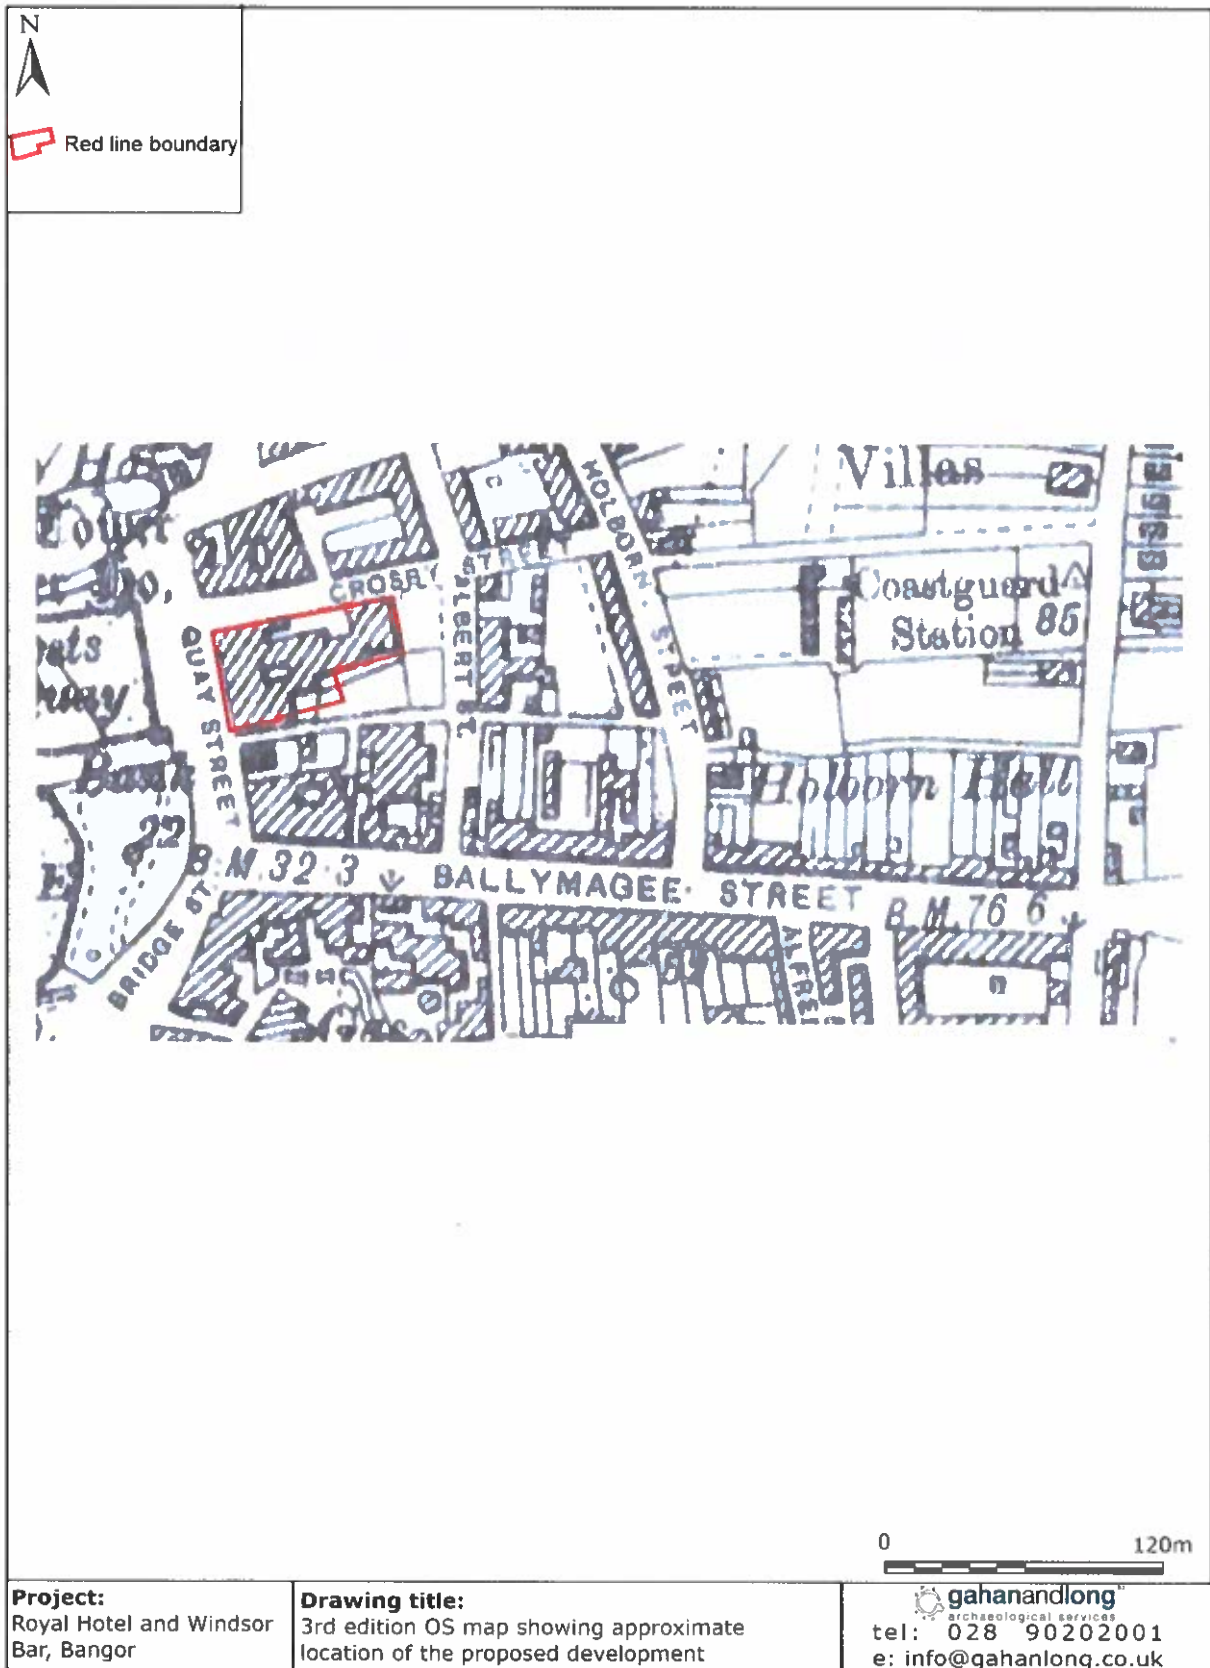 N
Red line boundary
Villas
HOLBORN STREET
CROSBY STREET
ALBERT ST.
QUAY STREET
Coastguard
Station 85
Bank
22
Holborn Hall
B.M. 32.3
BALLYMAGEE STREET
B.M. 76.6
BRIDGE ST
0 120m
Project:
Royal Hotel and Windsor
Bar, Bangor
Drawing title:
3rd edition OS map showing approximate
location of the proposed development
gahanandlong
archaeological services
tel: 028 90202001
e: info@gahanlong.co.uk